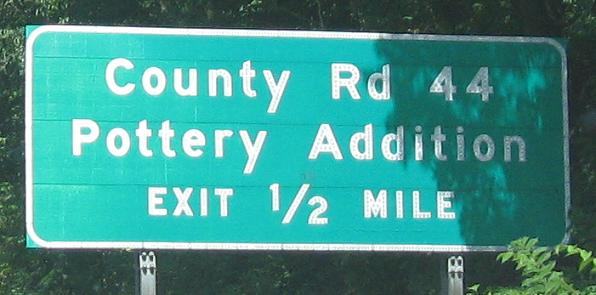 County Rd 44
Pottery Addition
EXIT 1/2 MILE